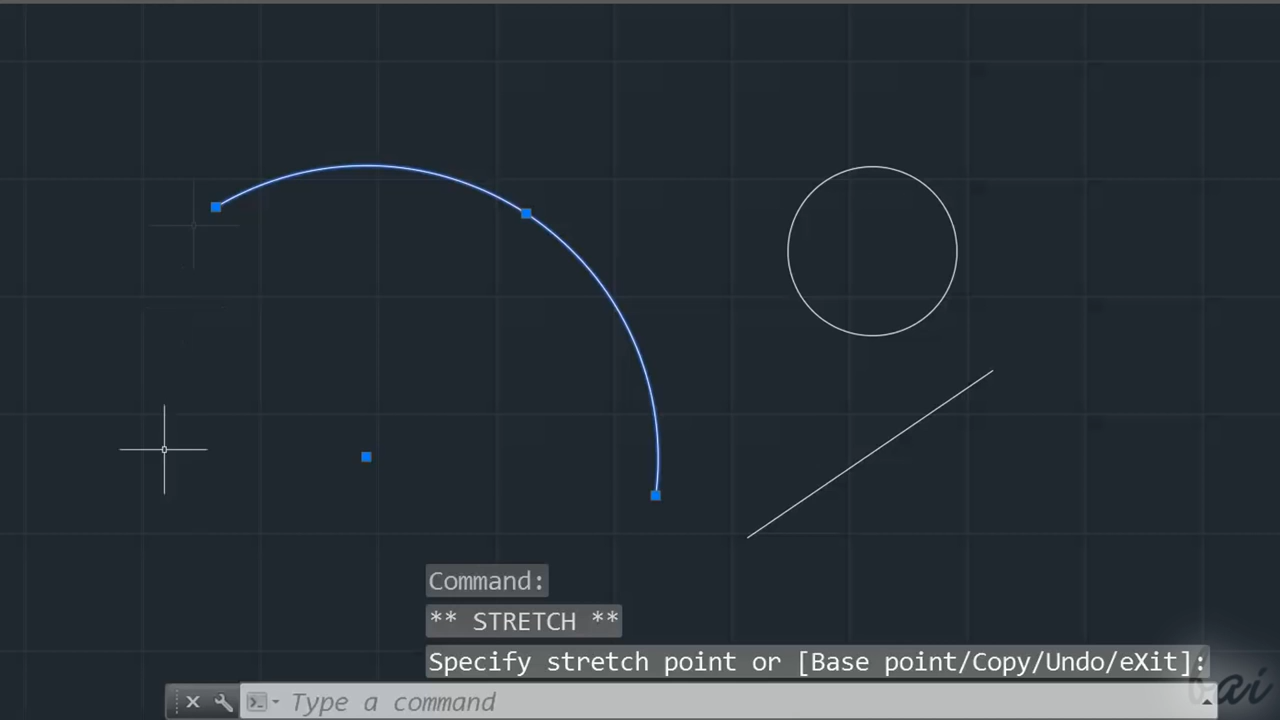 Command:
** STRETCH **
Specify stretch point or [Base point/Copy/Undo/eXit]:
Type a command